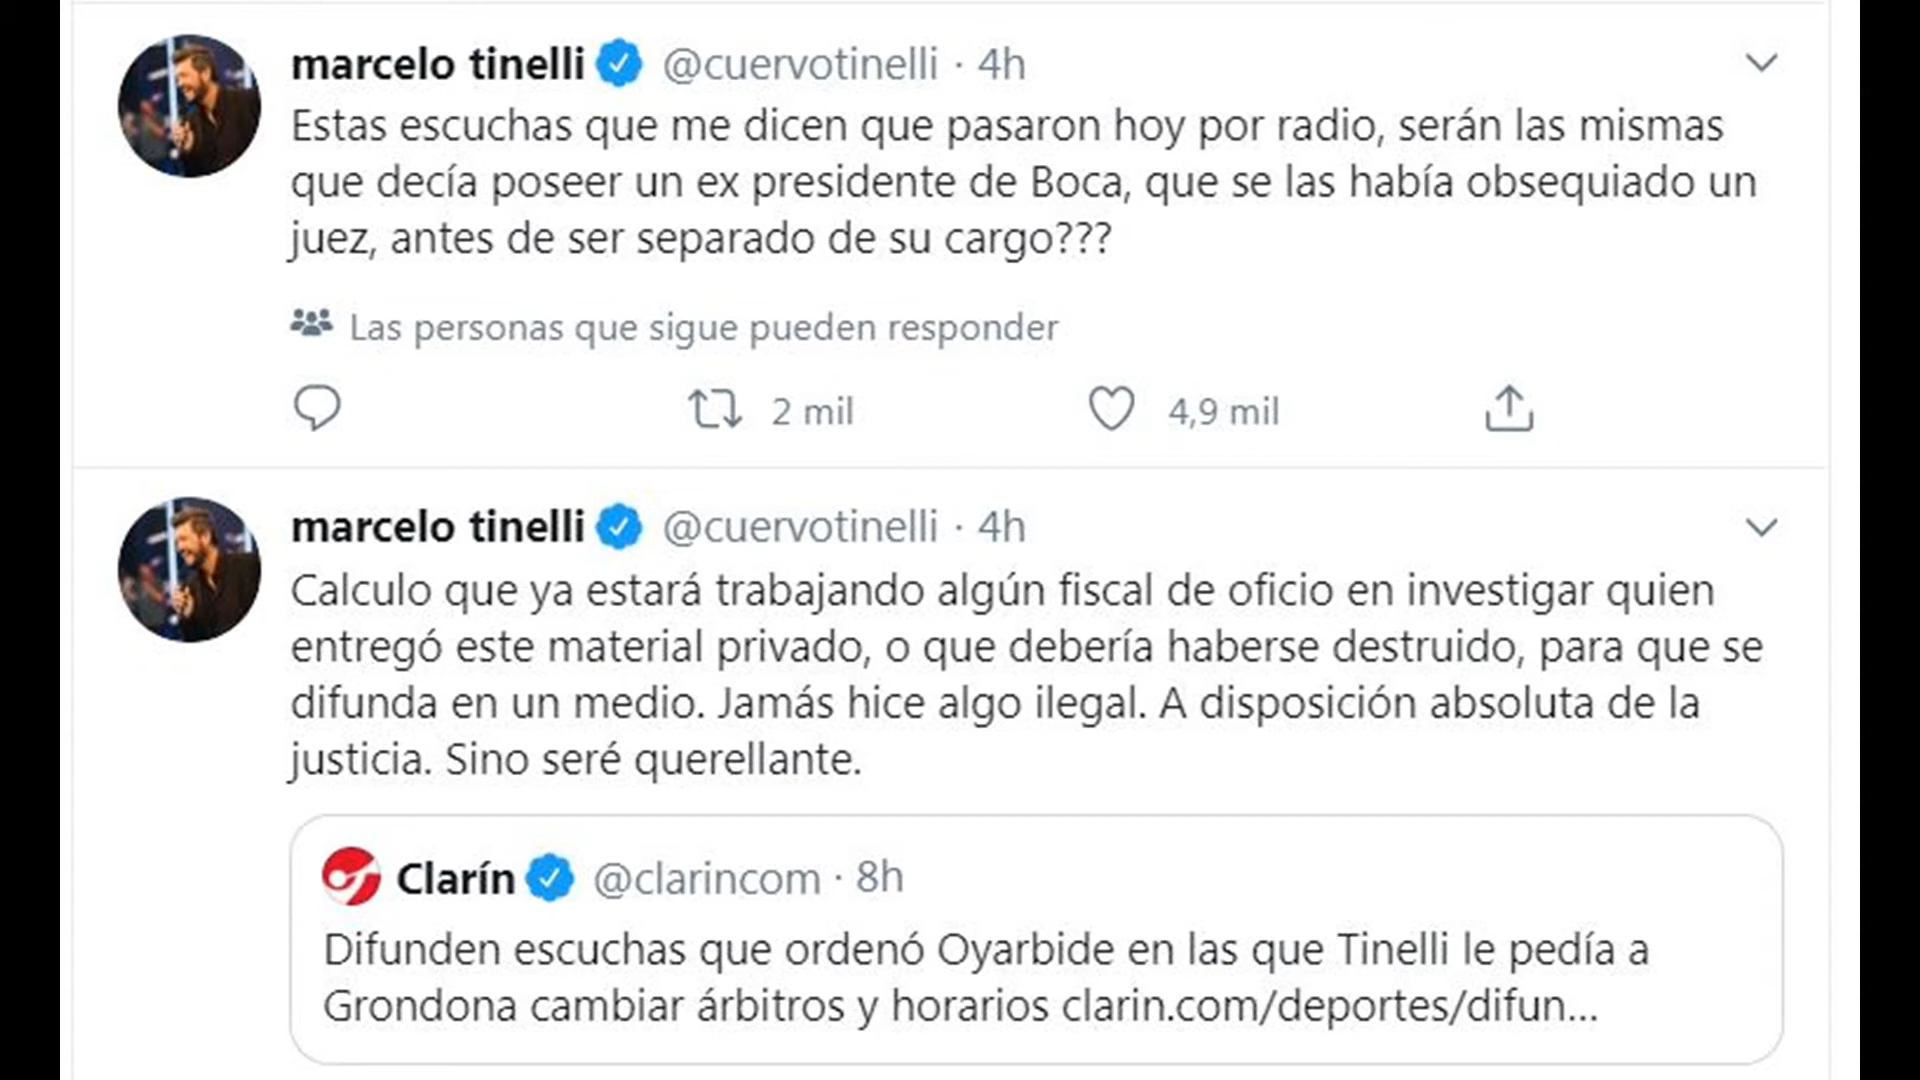 marcelo tinelli @cuervotinelli · 4h
Estas escuchas que me dicen que pasaron hoy por radio, serán las mismas
que decía poseer un ex presidente de Boca, que se las había obsequiado un
juez, antes de ser separado de su cargo???
Las personas que sigue pueden responder
2 mil 4,9 mil
marcelo tinelli @cuervotinelli · 4h
Calculo que ya estará trabajando algún fiscal de oficio en investigar quien
entregó este material privado, o que debería haberse destruido, para que se
difunda en un medio. Jamás hice algo ilegal. A disposición absoluta de la
justicia. Sino seré querellante.
Clarín @clarincom · 8h
Difunden escuchas que ordenó Oyarbide en las que Tinelli le pedía a
Grondona cambiar árbitros y horarios clarin.com/deportes/difun...